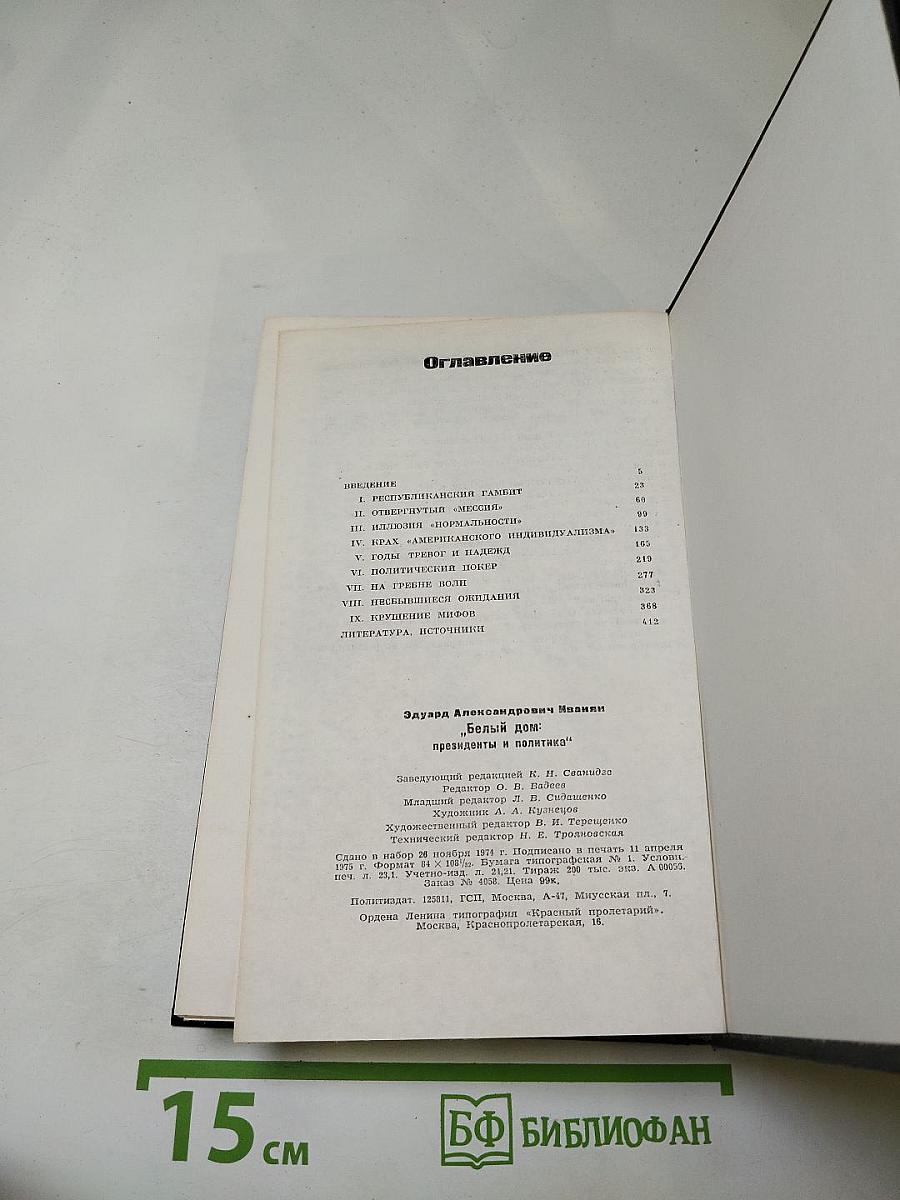 Оглавление
ВВЕДЕНИЕ 5
I. РЕСПУБЛИКАНСКИЙ ГАМБИТ 23
II. ОТВЕРГНУТЫЙ «МЕССИЯ» 60
III. ИЛЛЮЗИЯ «НОРМАЛЬНОСТИ» 99
IV. КРАХ «АМЕРИКАНСКОГО ИНДИВИДУАЛИЗМА» 133
V. ГОДЫ ТРЕВОГ И НАДЕЖД 165
VI. ПОЛИТИЧЕСКИЙ ПОКЕР 219
VII. НА ГРЕБНЕ ВОЛН 277
VIII. НЕСБЫВШИЕСЯ ОЖИДАНИЯ 323
IX. КРУШЕНИЕ МИФОВ 368
ЛИТЕРАТУРА, ИСТОЧНИКИ 412
Эдуард Александрович Иванян
„Белый дом:
президенты и политика“
Заведующий редакцией К. Н. Сванидзе
Редактор О. В. Вадеев
Младший редактор Л. В. Сидашенко
Художник А. А. Кузнецов
Художественный редактор В. И. Терещенко
Технический редактор Н. Е. Трояновская
Сдано в набор 26 ноября 1974 г. Подписано в печать 11 апреля
1975 г. Формат 84 × 108¹/₃₂. Бумага типографская № 1. Условн.
печ. л. 23,1. Учетно-изд. л. 21,21. Тираж 200 тыс. экз. А 00055.
Заказ № 4058. Цена 99к.
Политиздат. 125811, ГСП, Москва, А-47, Миусская пл., 7.
Ордена Ленина типография «Красный пролетарий».
Москва, Краснопролетарская, 16.
15 см
БФ БИБЛИОФАН